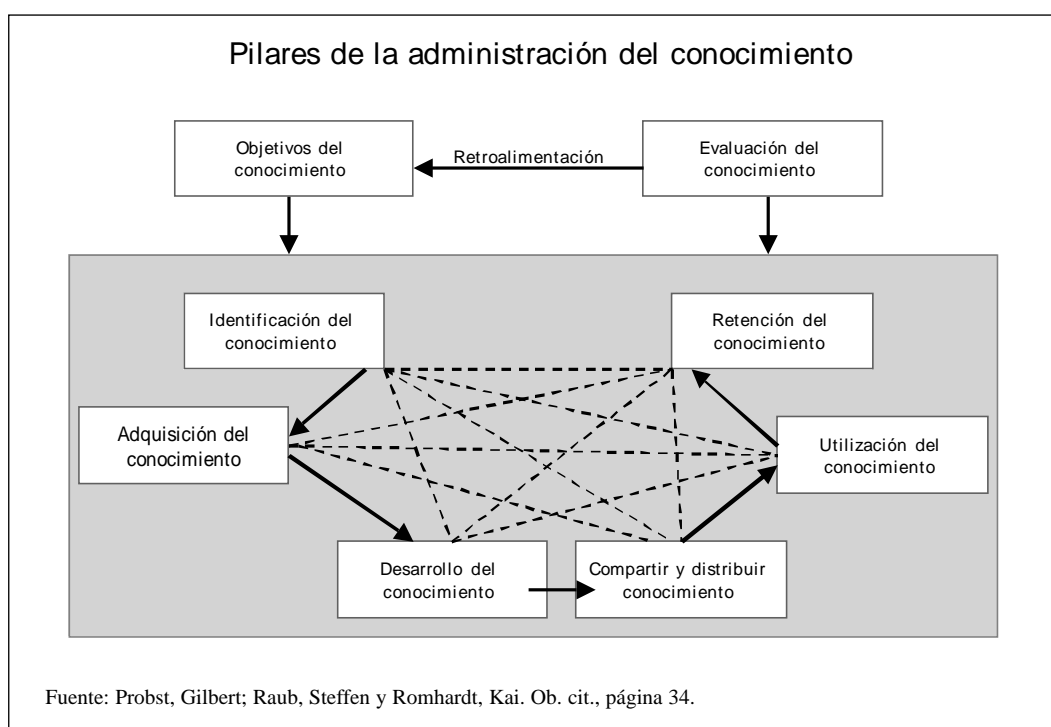 Pilares de la administración del conocimiento
Objetivos del
conocimiento
Retroalimentación
Evaluación del
conocimiento
Identificación del
conocimiento
Retención del
conocimiento
Adquisición del
conocimiento
Utilización del
conocimiento
Desarrollo del
conocimiento
Compartir y distribuir
conocimiento
Fuente: Probst, Gilbert; Raub, Steffen y Romhardt, Kai. Ob. cit., página 34.